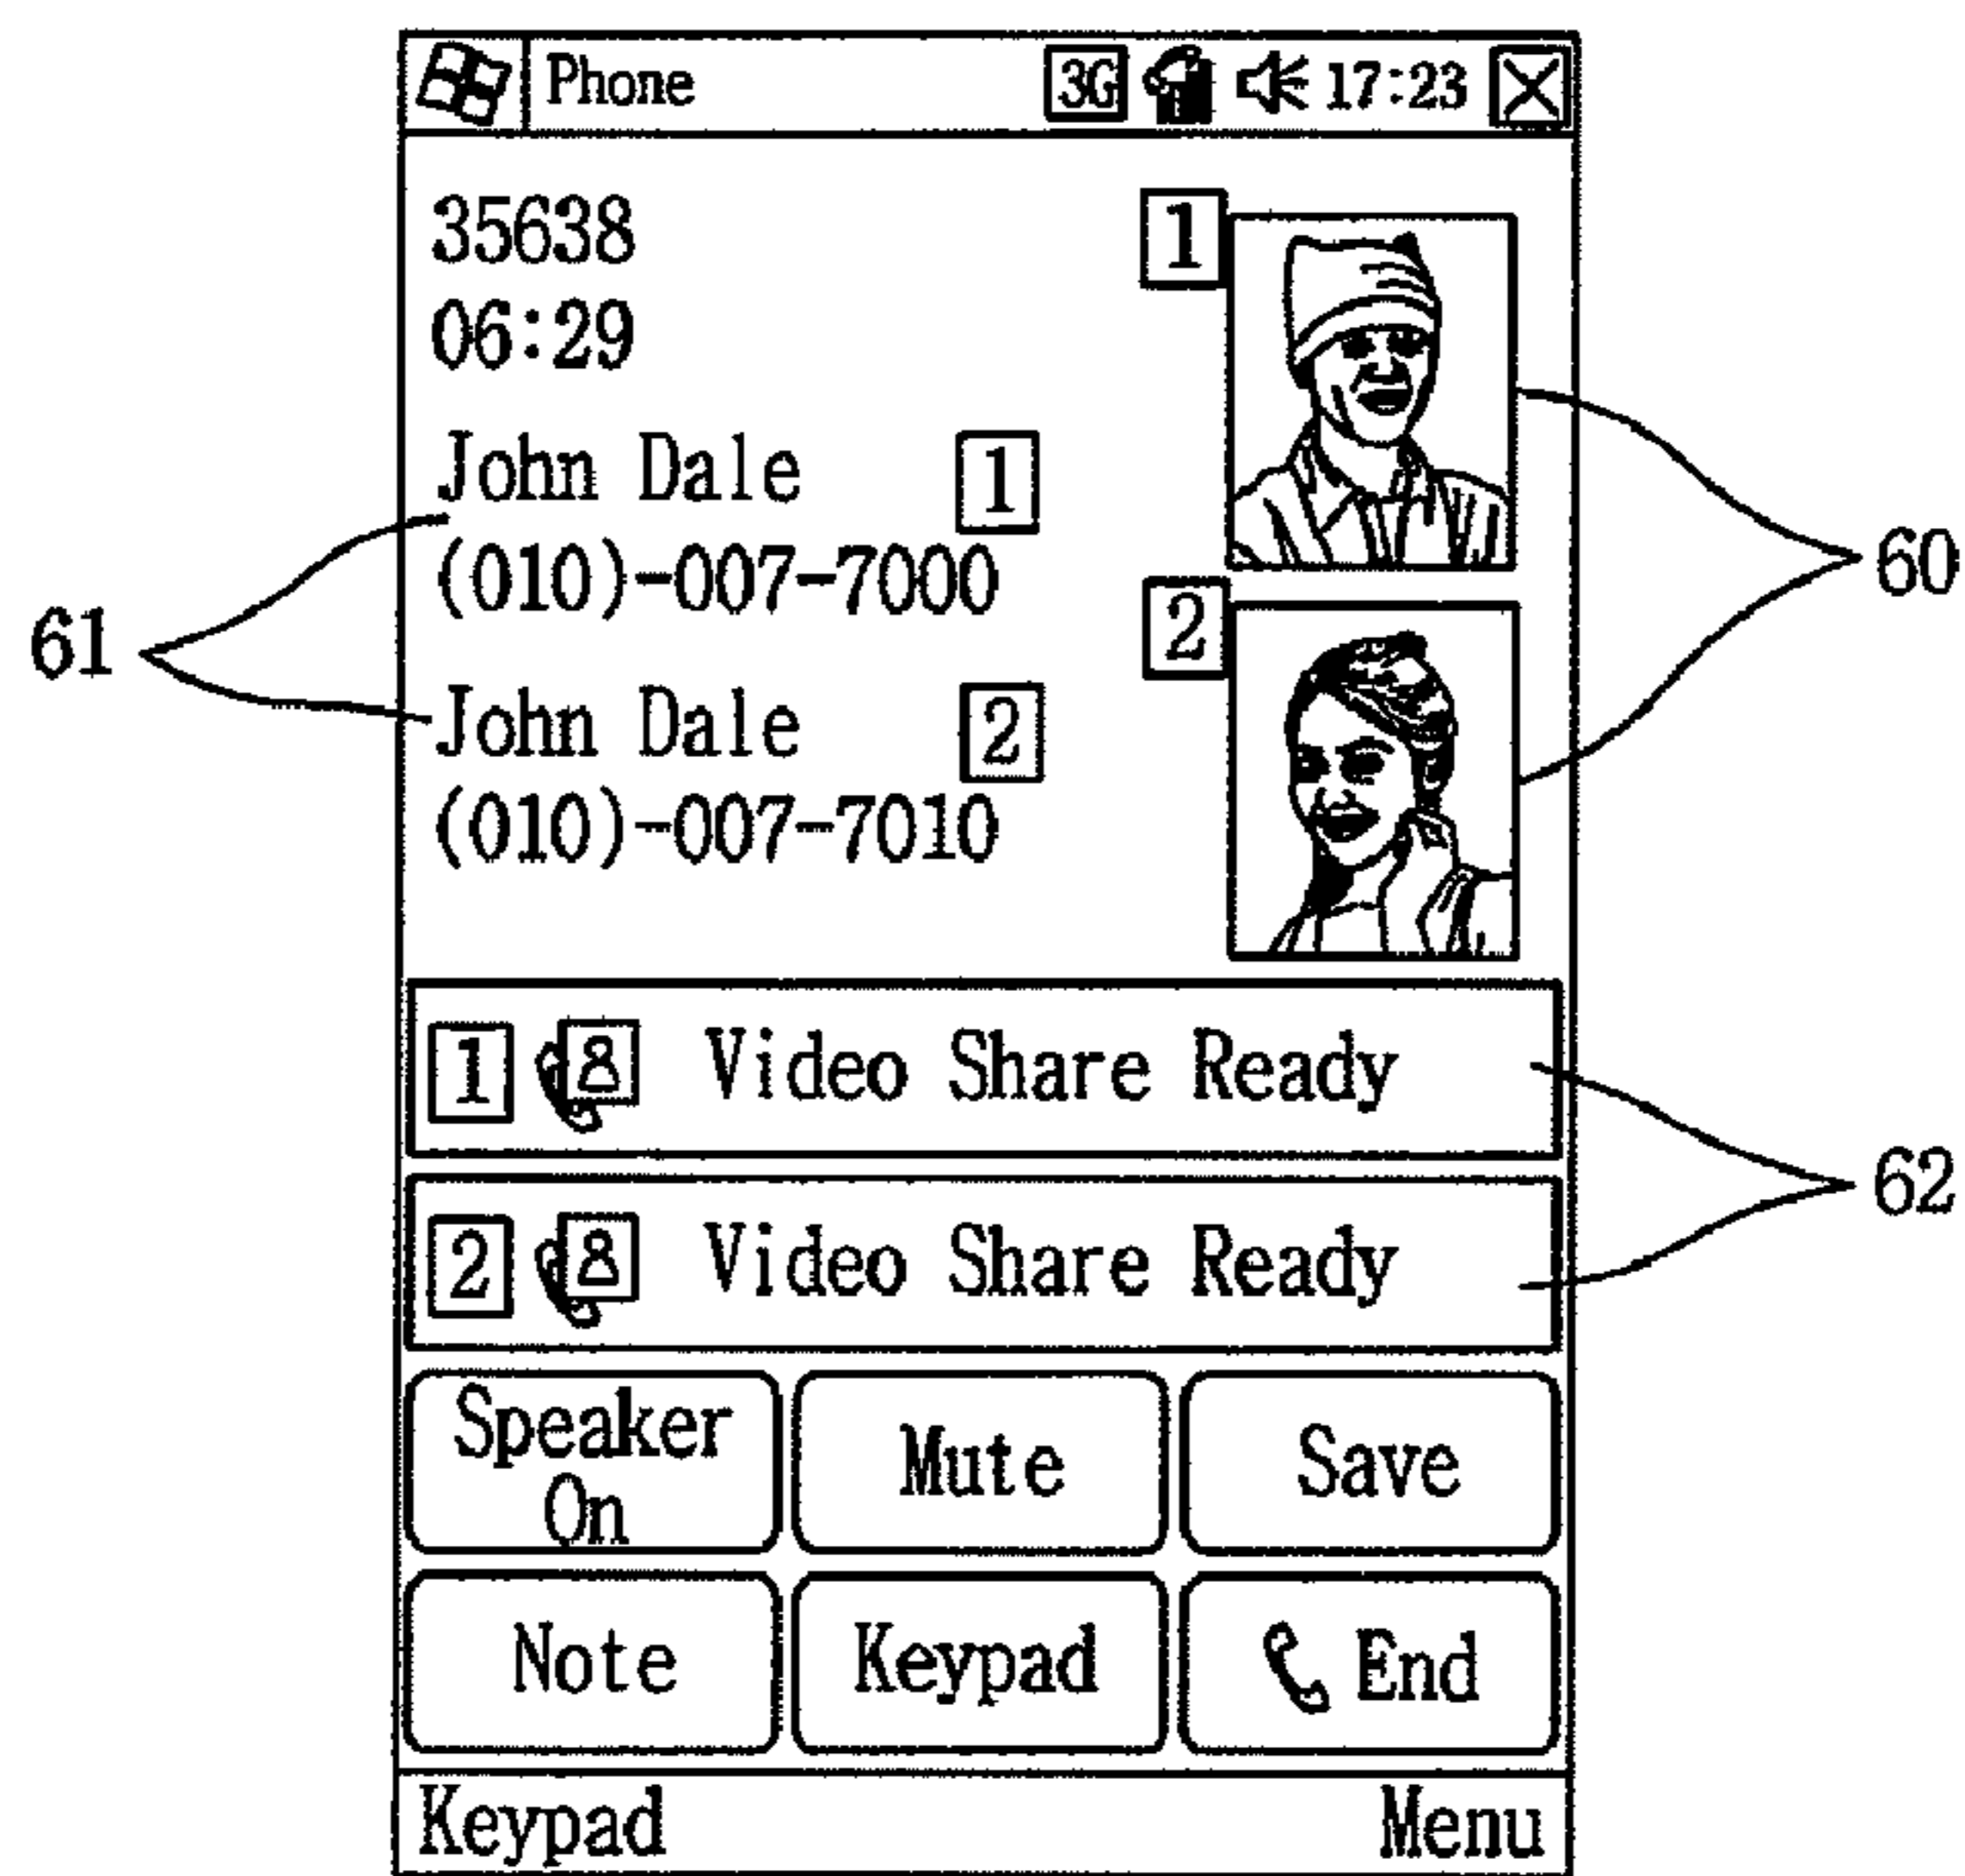 Phone 3G 17:23
35638
06:29
1
John Dale 1
(010)-007-7000
60
2
61
John Dale 2
(010)-007-7010
1 Video Share Ready
62
2 Video Share Ready
Speaker On
Mute
Save
Note
Keypad
End
Keypad Menu